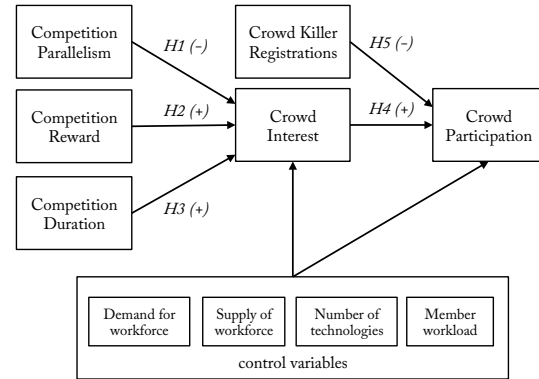 Competition
Parallelism
H1 (-)
Crowd Killer
Registrations
H5 (-)
Competition
Reward
H2 (+)
Crowd
Interest
H4 (+)
Crowd
Participation
Competition
Duration
H3 (+)
Demand for
workforce
Supply of
workforce
Number of
technologies
Member
workload
control variables